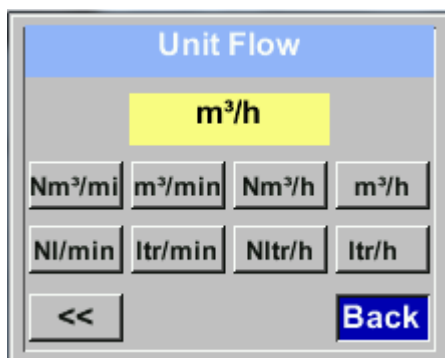 Unit Flow
m³/h
Nm³/mi m³/min Nm³/h m³/h
Nl/min ltr/min Nltr/h ltr/h
<< Back